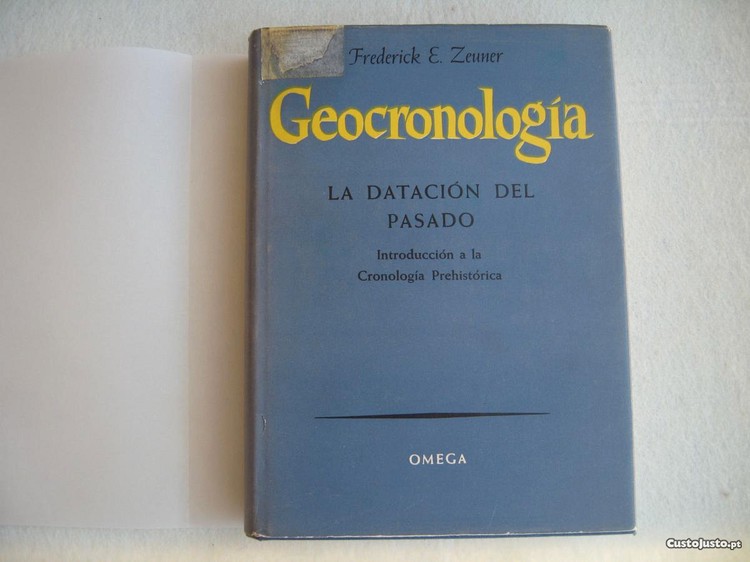 Frederick E. Zeuner
Geocronología
LA DATACIÓN DEL
PASADO
Introducción a la
Cronología Prehistórica
OMEGA
CustoJusto.pt